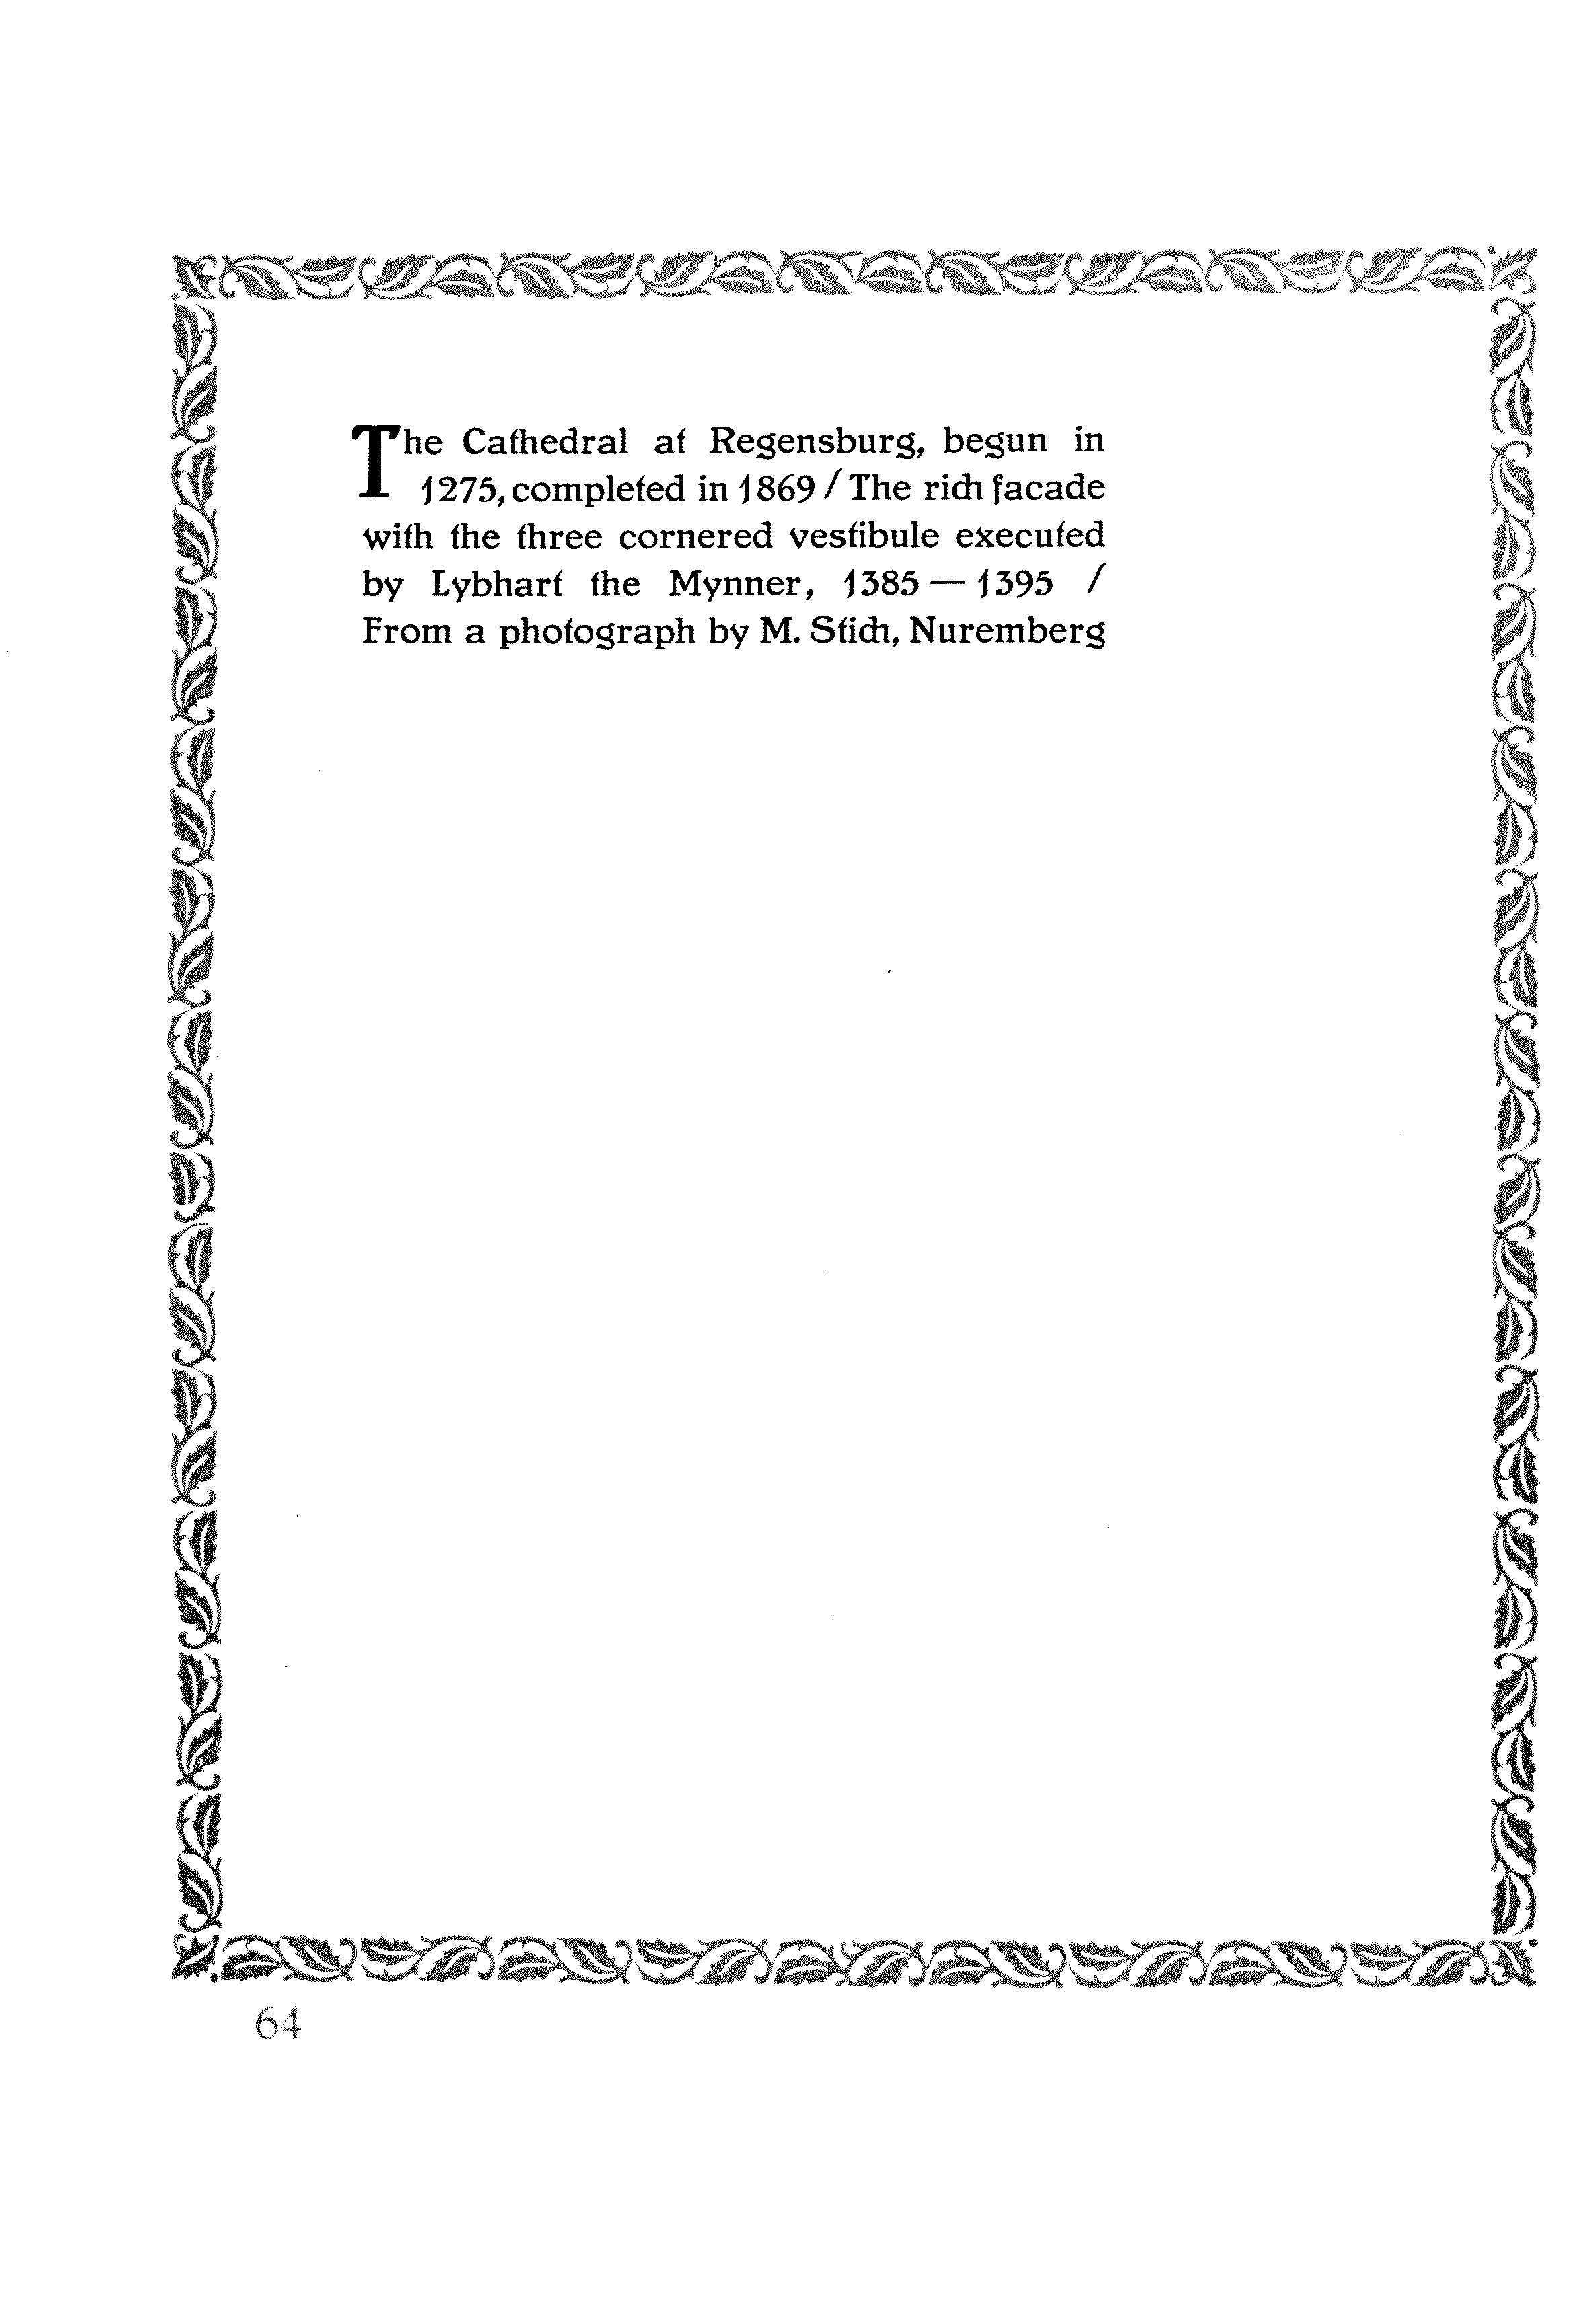 The Cathedral at Regensburg, begun in
1275, completed in 1869 / The rich facade
with the three cornered vestibule executed
by Lybhart the Mynner, 1385 — 1395 /
From a photograph by M. Stich, Nuremberg
64